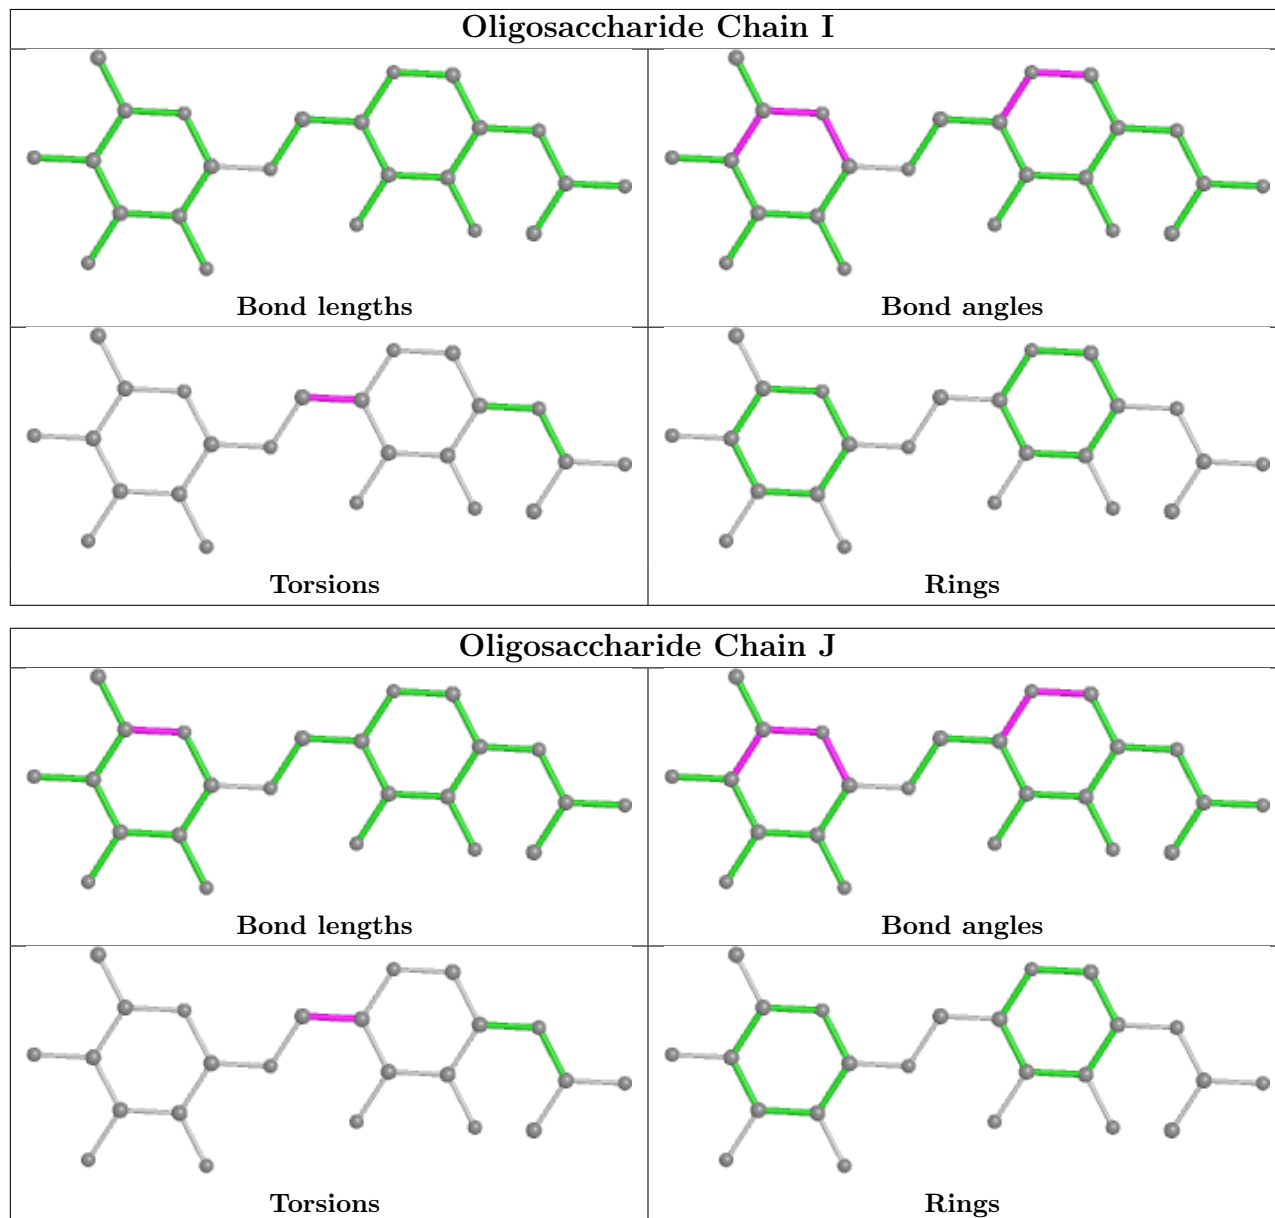 Oligosaccharide Chain I
Bond lengths
Bond angles
Torsions
Rings
Oligosaccharide Chain J
Bond lengths
Bond angles
Torsions
Rings